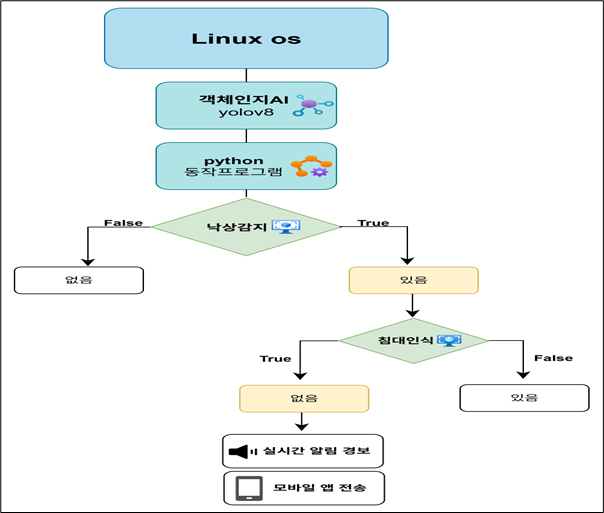 Linux os
객체인지AI
yolov8
python
동작프로그램
False
낙상감지
True
없음
있음
True
침대인식
False
없음
있음
실시간 알림 경보
모바일 앱 전송